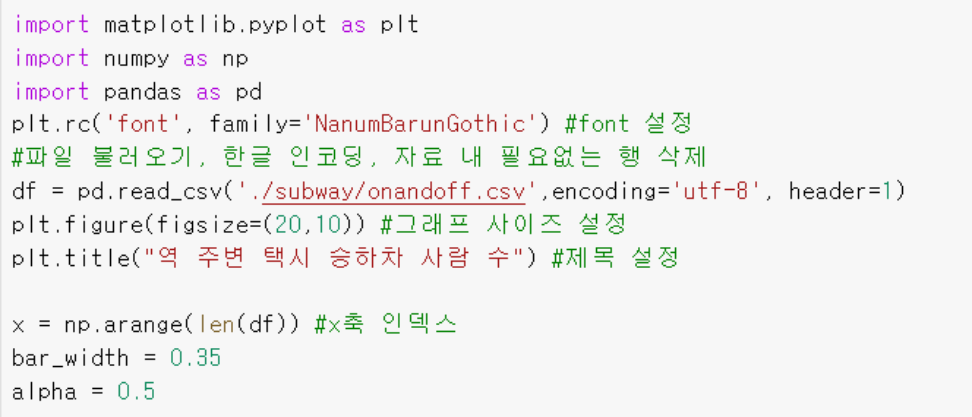 import matplotlib.pyplot as plt
import numpy as np
import pandas as pd
plt.rc('font', family='NanumBarunGothic') #font 설정
#파일 불러오기, 한글 인코딩, 자료 내 필요없는 행 삭제
df = pd.read_csv('./subway/onandoff.csv',encoding='utf-8', header=1)
plt.figure(figsize=(20,10)) #그래프 사이즈 설정
plt.title("역 주변 택시 승하차 사람 수") #제목 설정
x = np.arange(len(df)) #x축 인덱스
bar_width = 0.35
alpha = 0.5